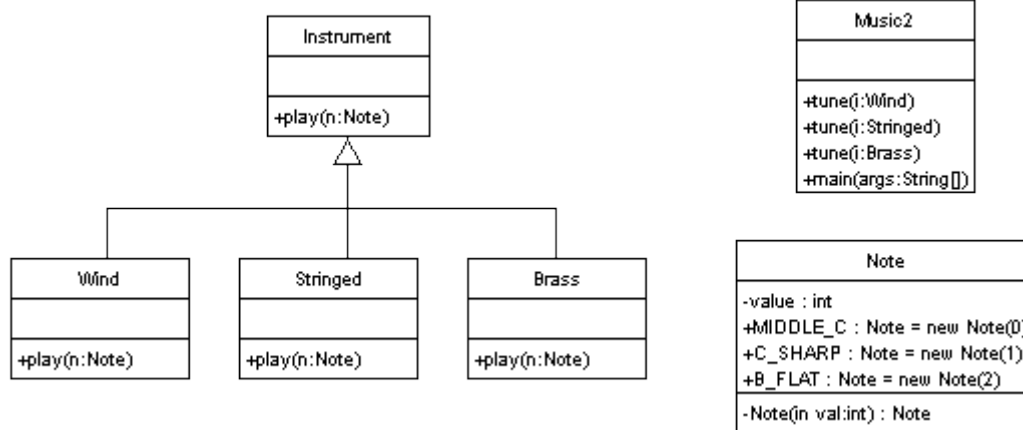 Instrument
+play(n:Note)
Wind
+play(n:Note)
Stringed
+play(n:Note)
Brass
+play(n:Note)
Music2
+tune(i:Wind)
+tune(i:Stringed)
+tune(i:Brass)
+main(args:String[])
Note
-value : int
+MIDDLE_C : Note = new Note(0)
+C_SHARP : Note = new Note(1)
+B_FLAT : Note = new Note(2)
-Note(in val:int) : Note